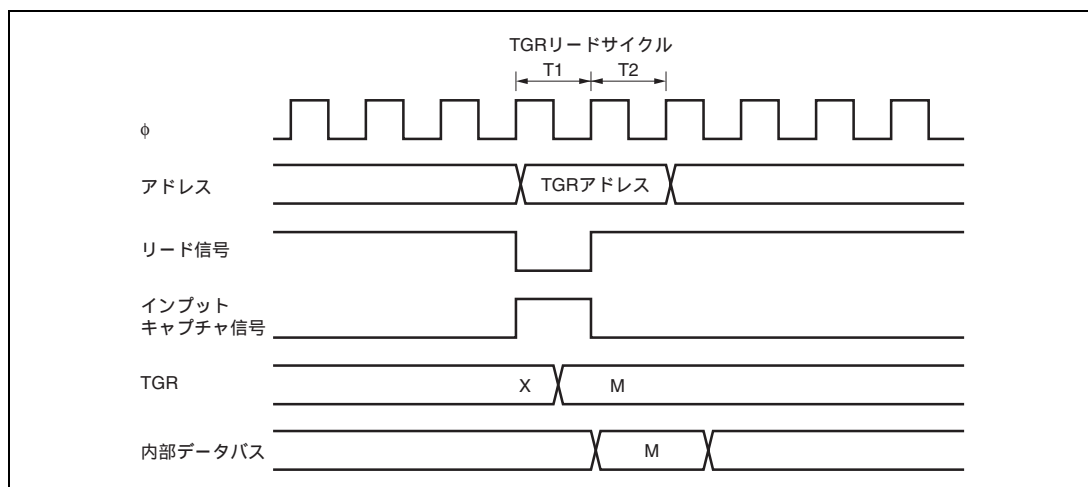 TGRリードサイクル
T1
T2
φ
アドレス
TGRアドレス
リード信号
インプット
キャプチャ信号
TGR
X
M
内部データバス
M